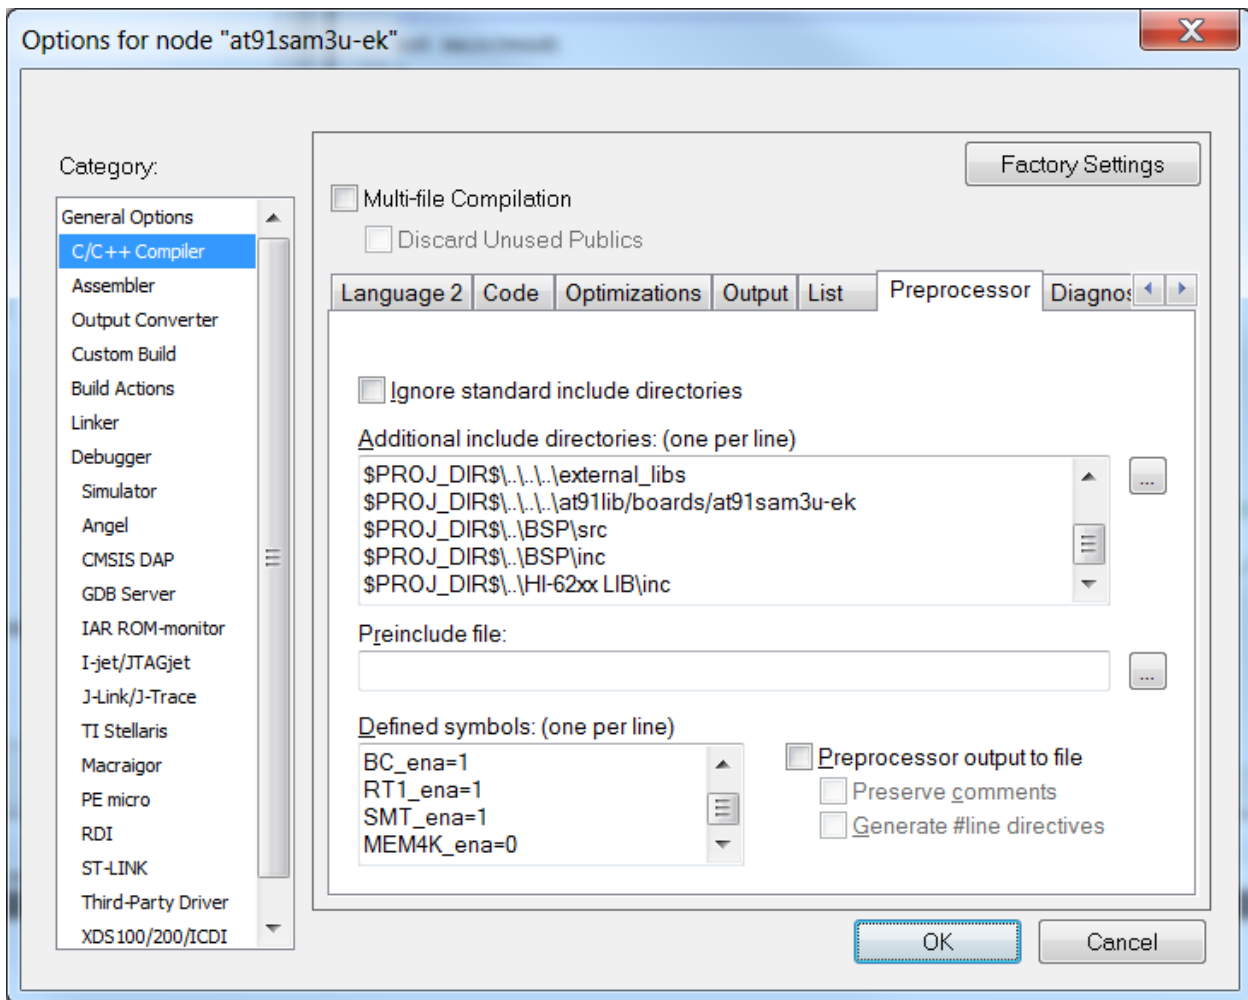 Options for node "at91sam3u-ek"
X
Category:
General Options
C/C++ Compiler
Assembler
Output Converter
Custom Build
Build Actions
Linker
Debugger
Simulator
Angel
CMSIS DAP
GDB Server
IAR ROM-monitor
I-jet/JTAGjet
J-Link/J-Trace
TI Stellaris
Macraigor
PE micro
RDI
ST-LINK
Third-Party Driver
XDS100/200/ICDI
Factory Settings
Multi-file Compilation
Discard Unused Publics
Language 2 Code Optimizations Output List Preprocessor Diagnos
Ignore standard include directories
Additional include directories: (one per line)
$PROJ_DIR$\..\..\..\external_libs
$PROJ_DIR$\..\..\..\at91lib/boards/at91sam3u-ek
$PROJ_DIR$\..\BSP\src
$PROJ_DIR$\..\BSP\inc
$PROJ_DIR$\..\HI-62xx LIB\inc
...
Preinclude file:
...
Defined symbols: (one per line)
BC_ena=1
RT1_ena=1
SMT_ena=1
MEM4K_ena=0
Preprocessor output to file
Preserve comments
Generate #line directives
OK Cancel